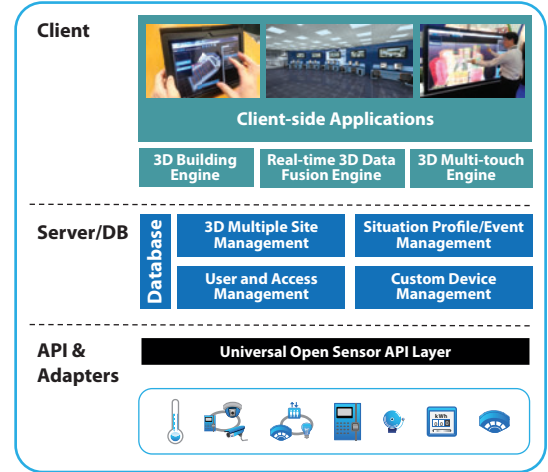 Client
Client-side Applications
3D Building
Engine
Real-time 3D Data
Fusion Engine
3D Multi-touch
Engine
Server/DB
Database
3D Multiple Site
Management
Situation Profile/Event
Management
User and Access
Management
Custom Device
Management
API &
Adapters
Universal Open Sensor API Layer
kWh